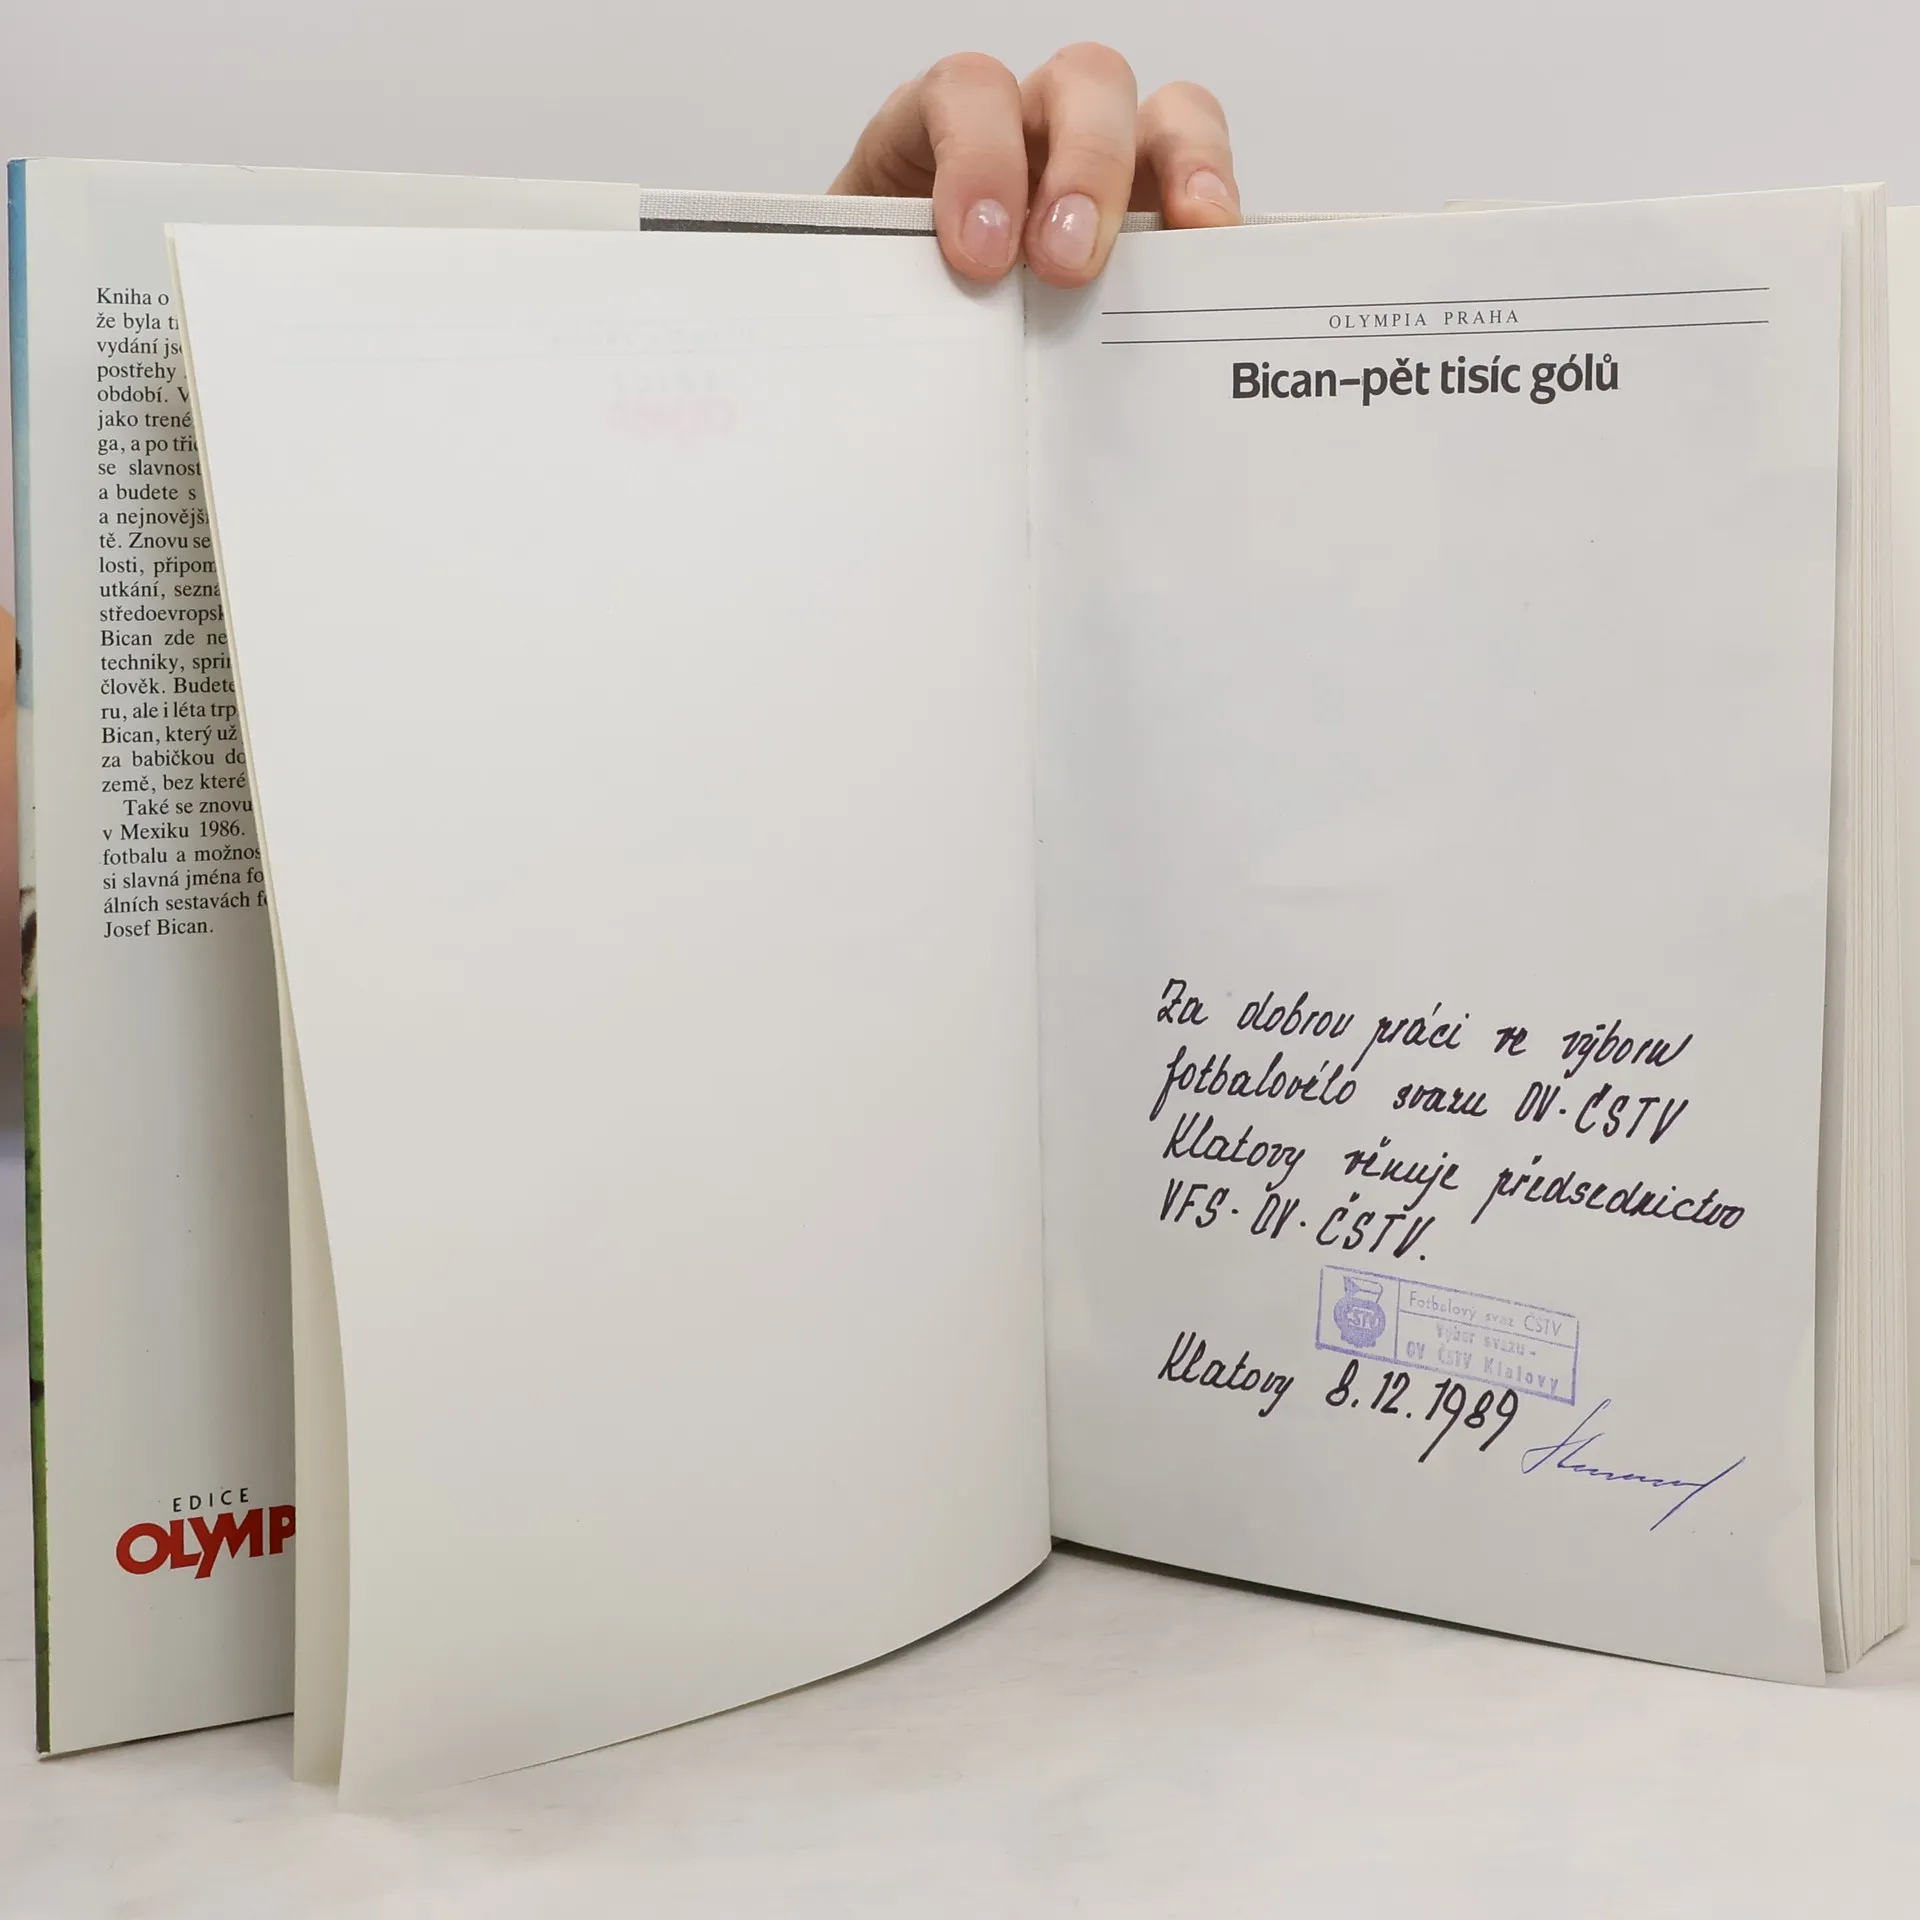 Kniha o
že byla
vydání
postřehy
období. V
jako trené
ga, a po tři
se slavnost
a budete s
a nejnovějš
tě. Znovu se
losti, připom
utkání, sezná
středoevropsk
Bican zde ne
techniky, sprin
člověk. Budete
ru, ale i léta trp
Bican, který už
za babičkou do
země, bez které
Také se znovu
v Mexiku 1986.
fotbalu a možnos
si slavná jména fo
álních sestavách
Josef Bican.
EDICE
OLYMP
OLYMPIA PRAHA
Bican–pět tisíc gólů
Za dobrou práci ve výboru
fotbalového svazu OV-ČSTV
Klatovy věnuje předsednictvo
VFS-OV-ČSTV.
ČSTV
Fotbalový svaz ČSTV
Výbor svazu -
OV ČSTV Klatovy
Klatovy 8.12.1989